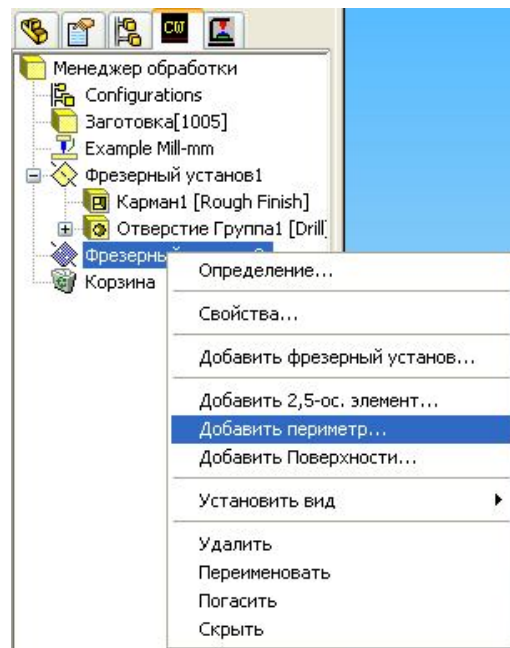 CW
Менеджер обработки
Configurations
Заготовка[1005]
Example Mill-mm
Фрезерный установ1
Карман1 [Rough Finish]
Отверстие Группа1 [Drill
Корзина
Определение...
Свойства...
Добавить фрезерный установ...
Добавить 2,5-ос. элемент...
Добавить периметр...
Добавить Поверхности...
Установить вид
Удалить
Переименовать
Погасить
Скрыть